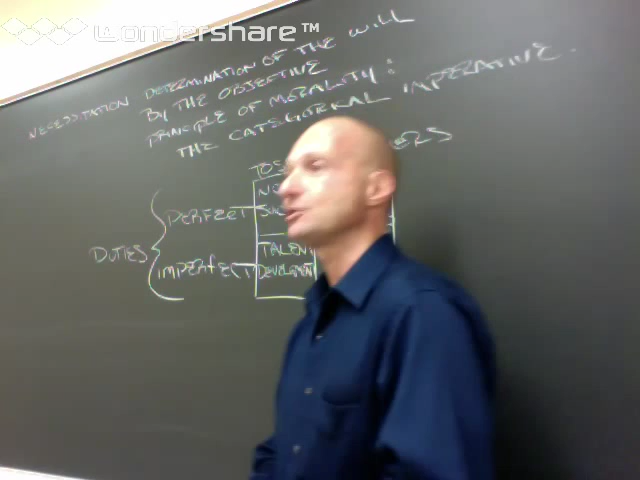 wondershare™
NECESSITATION DETERMINATION OF THE WILL
BY THE OBJECTIVE
PRINCIPLE OF MORALITY:
THE CATEGORICAL IMPERATIVE.
DUTIES
PERFECT
IMPERFECT
TALENT
DEVELOPMENT